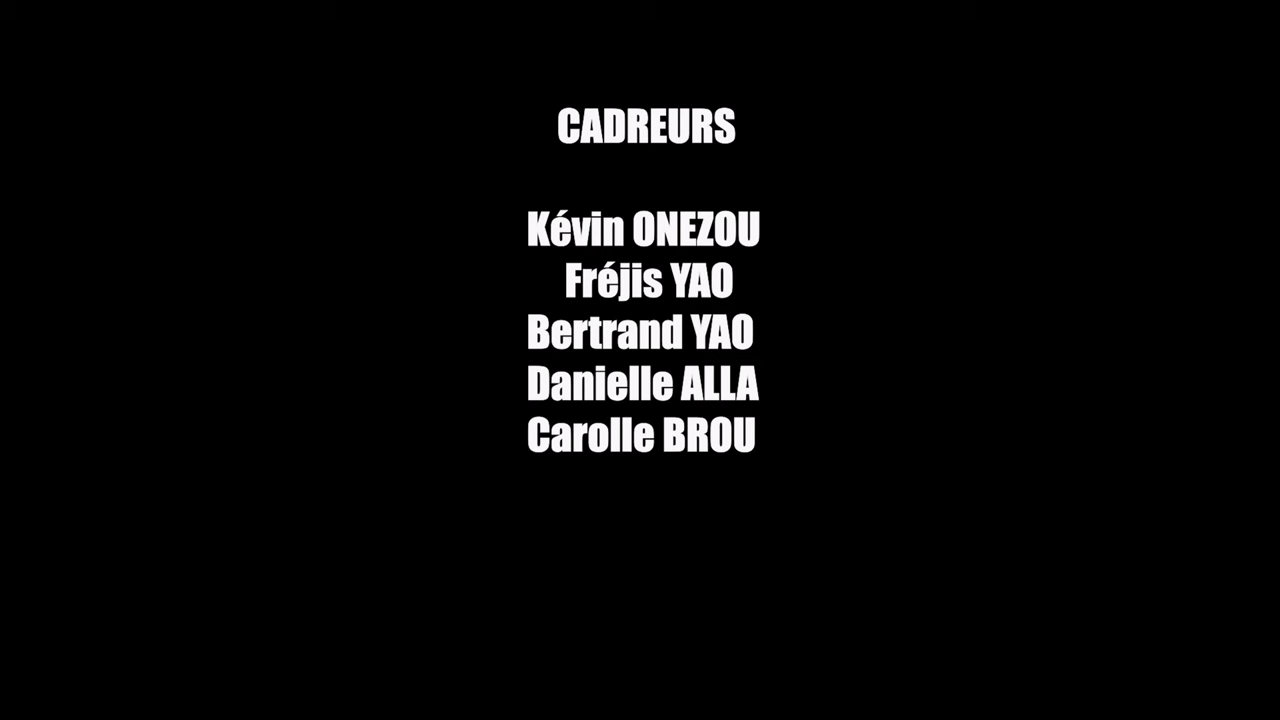 CADREURS
Kévin ONEZOU
Fréjis YAO
Bertrand YAO
Danielle ALLA
Carolle BROU